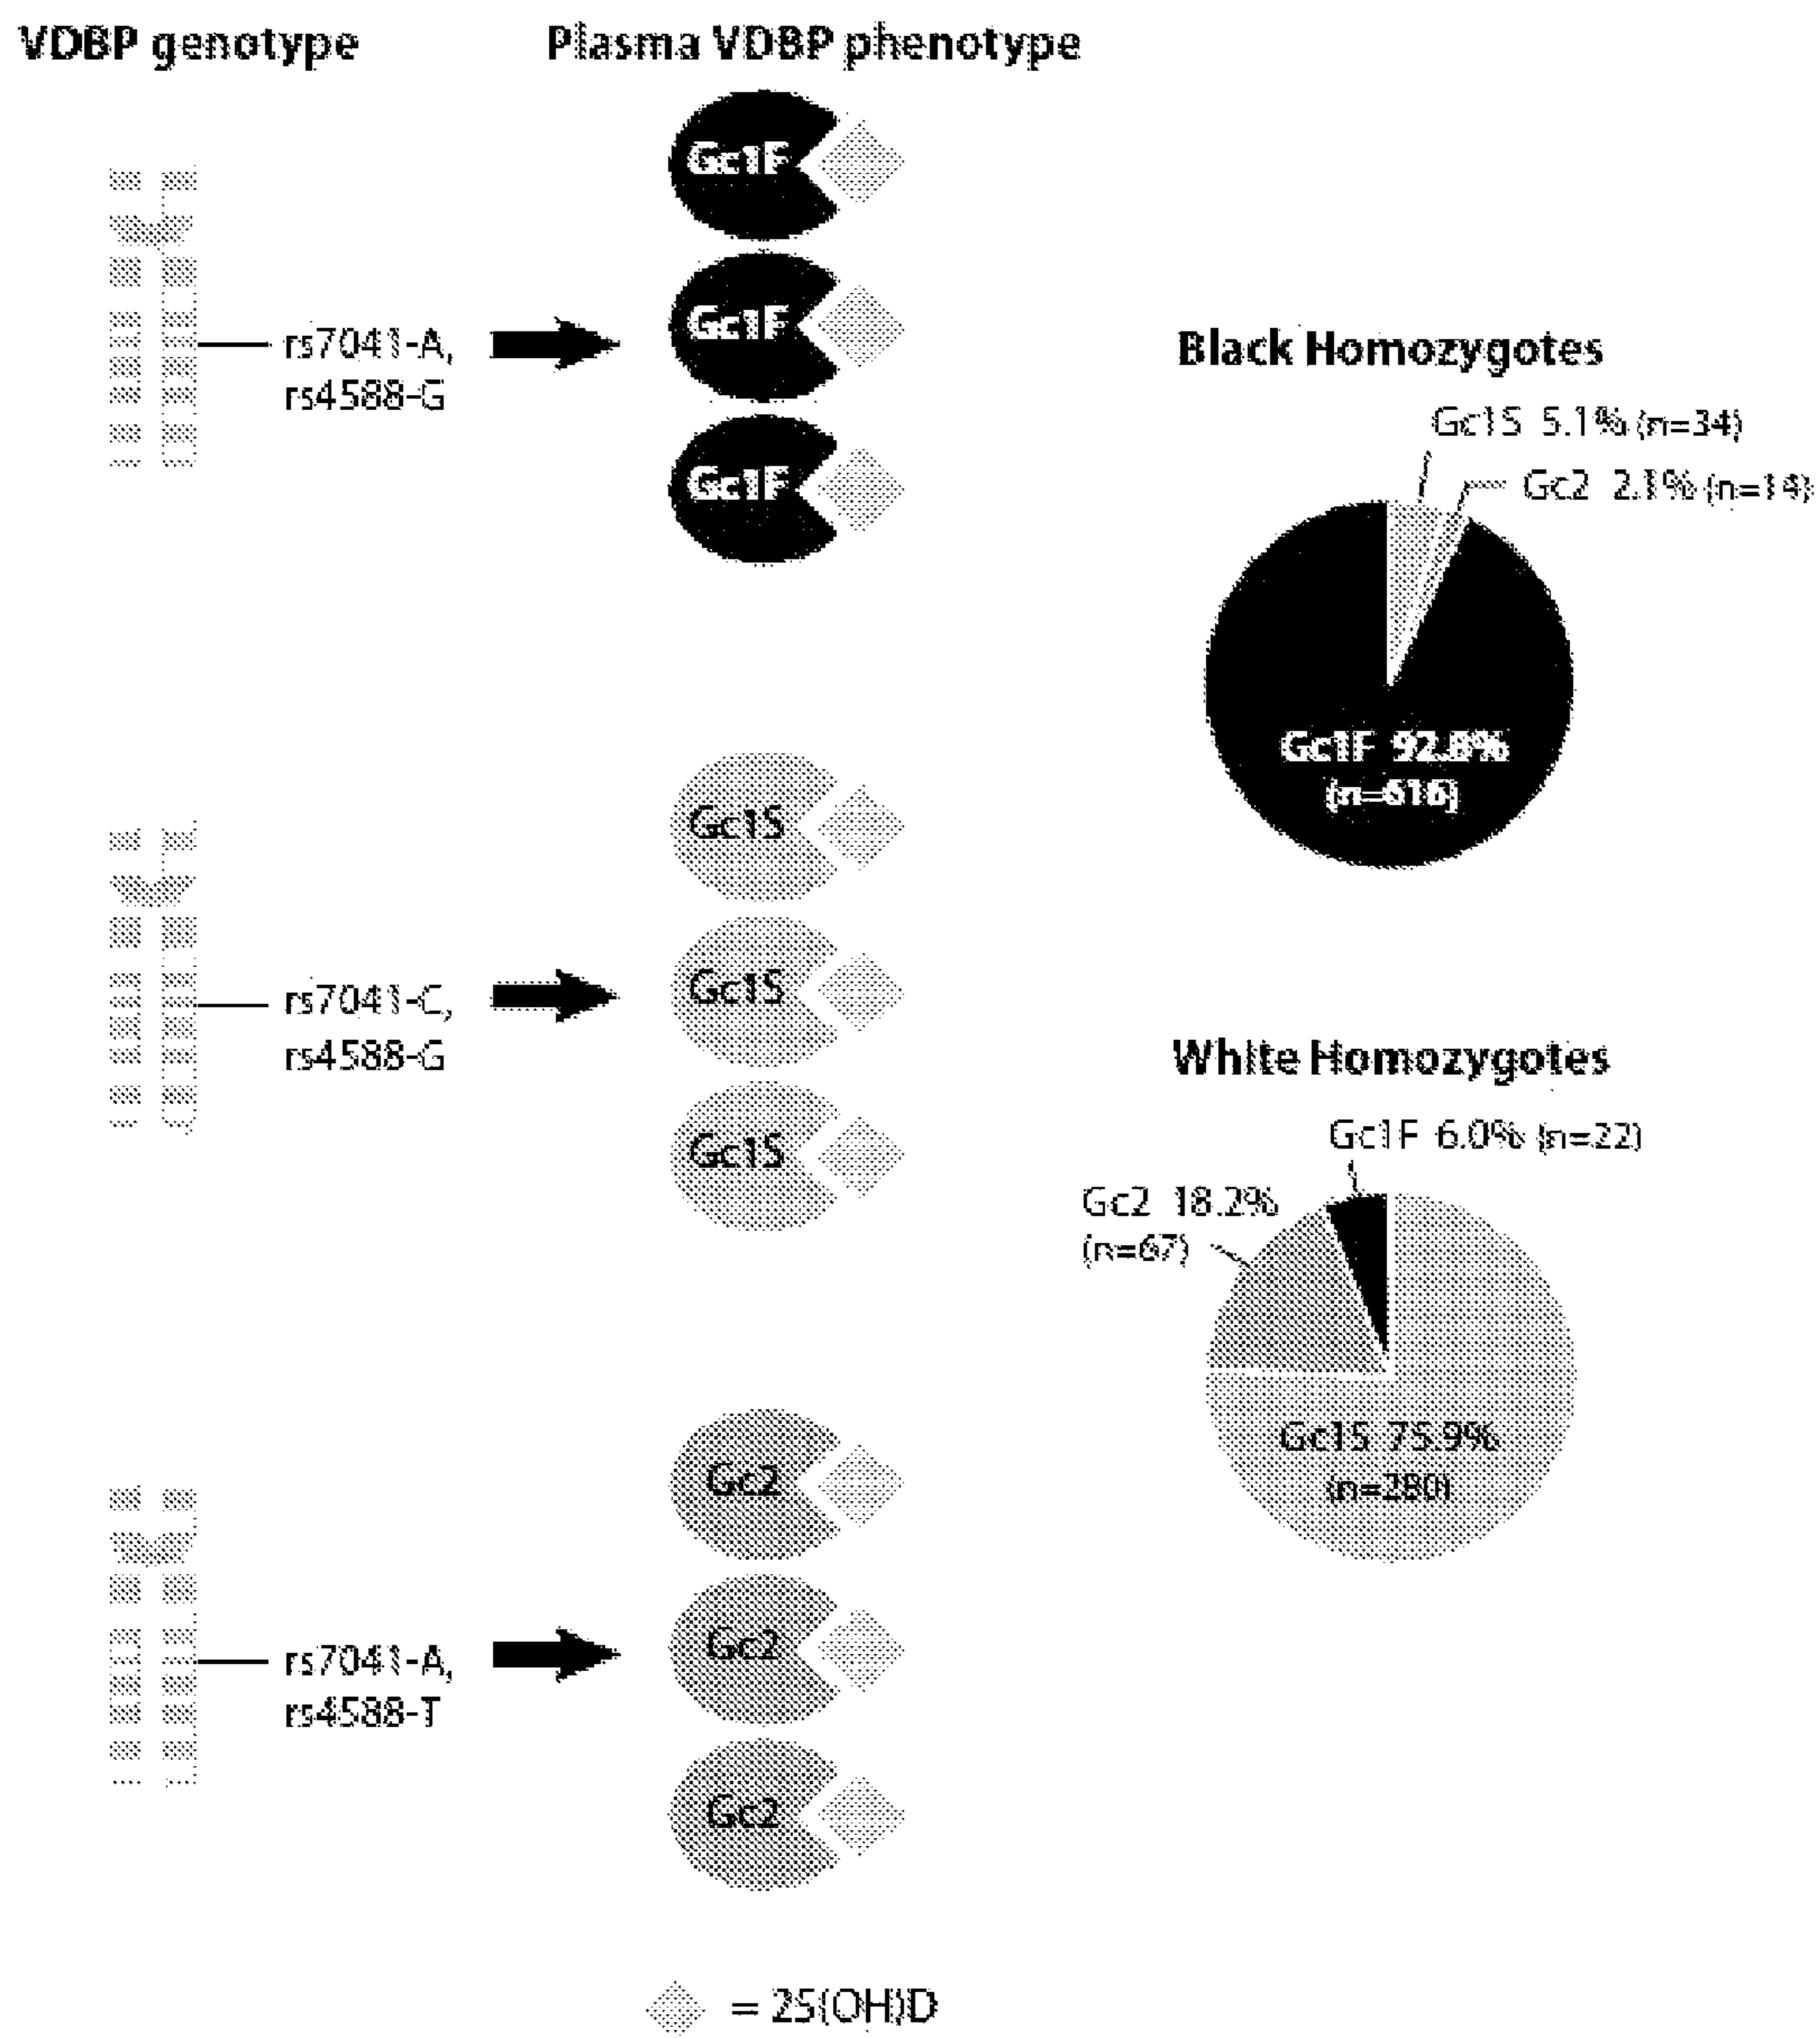 VDBP genotype
Plasma VDBP phenotype
Gc1F
Gc1F
Gc1F
rs7041-A,
rs4588-G
Black Homozygotes
Gc1S 5.1% (n=34)
Gc2 2.1% (n=14)
Gc1F 92.8%
(n=616)
Gc1S
Gc1S
Gc1S
rs7041-C,
rs4588-G
White Homozygotes
Gc1F 6.0% (n=22)
Gc2 18.2%
(n=67)
Gc1S 75.9%
(n=280)
Gc2
Gc2
Gc2
rs7041-A,
rs4588-T
= 25(OH)D